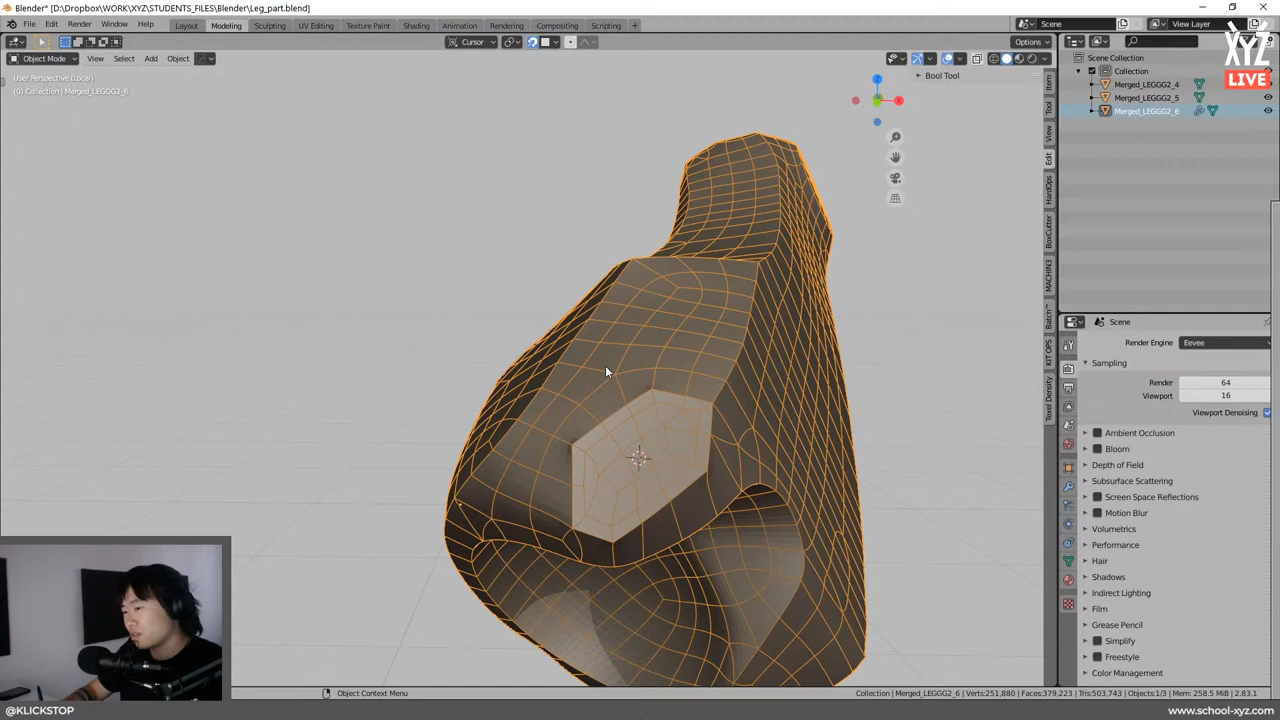 Blender* [D:\Dropbox\WORK\XYZ\STUDENTS_FILES\Blender\Leg_part.blend]
File Edit Render Window Help Layout Modeling Sculpting UV Editing Texture Paint Shading Animation Rendering Compositing Scripting +
Scene View Layer
Cursor Options
Object Mode View Select Add Object
User Perspective (Local)
(0) Collection | Merged_LEGGG2_6
Bool Tool
X
Item
Tool
View
Edit
HardOps
BoxCutter
MACHIN3
Batch™
KIT OPS
Texel Density
XYZ
LIVE
Scene Collection
Collection
Merged_LEGGG2_4
Merged_LEGGG2_5
Merged_LEGGG2_6
Scene
Render Engine Eevee
Sampling
Render 64
Viewport 16
Viewport Denoising
Ambient Occlusion
Bloom
Depth of Field
Subsurface Scattering
Screen Space Reflections
Motion Blur
Volumetrics
Performance
Hair
Shadows
Indirect Lighting
Film
Grease Pencil
Simplify
Freestyle
Color Management
Object Context Menu
Collection | Merged_LEGGG2_6 | Verts:251,880 | Faces:379,223 | Tris:503,743 | Objects:1/3 | Mem: 258.5 MiB | 2.83.1
@KLICKSTOP
www.school-xyz.com